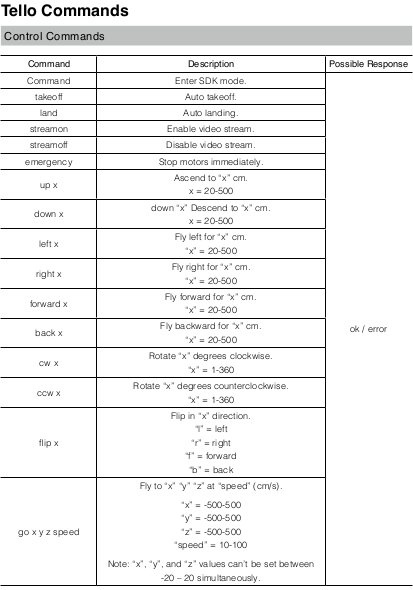 Tello Commands
Control Commands
Command Description Possible Response
Command Enter SDK mode.
takeoff Auto takeoff.
land Auto landing.
streamon Enable video stream.
streamoff Disable video stream.
emergency Stop motors immediately.
up x Ascend to “x” cm.
x = 20-500
down x down “x” Descend to “x” cm.
x = 20-500
left x Fly left for “x” cm.
“x” = 20-500
right x Fly right for “x” cm.
“x” = 20-500
forward x Fly forward for “x” cm.
“x” = 20-500
back x Fly backward for “x” cm.
“x” = 20-500
ok / error
cw x Rotate “x” degrees clockwise.
“x” = 1-360
ccw x Rotate “x” degrees counterclockwise.
“x” = 1-360
flip x Flip in “x” direction.
“l” = left
“r” = right
“f” = forward
“b” = back
go x y z speed Fly to “x” “y” “z” at “speed” (cm/s).
“x” = -500-500
“y” = -500-500
“z” = -500-500
“speed” = 10-100
Note: “x”, “y”, and “z” values can’t be set between
-20 – 20 simultaneously.